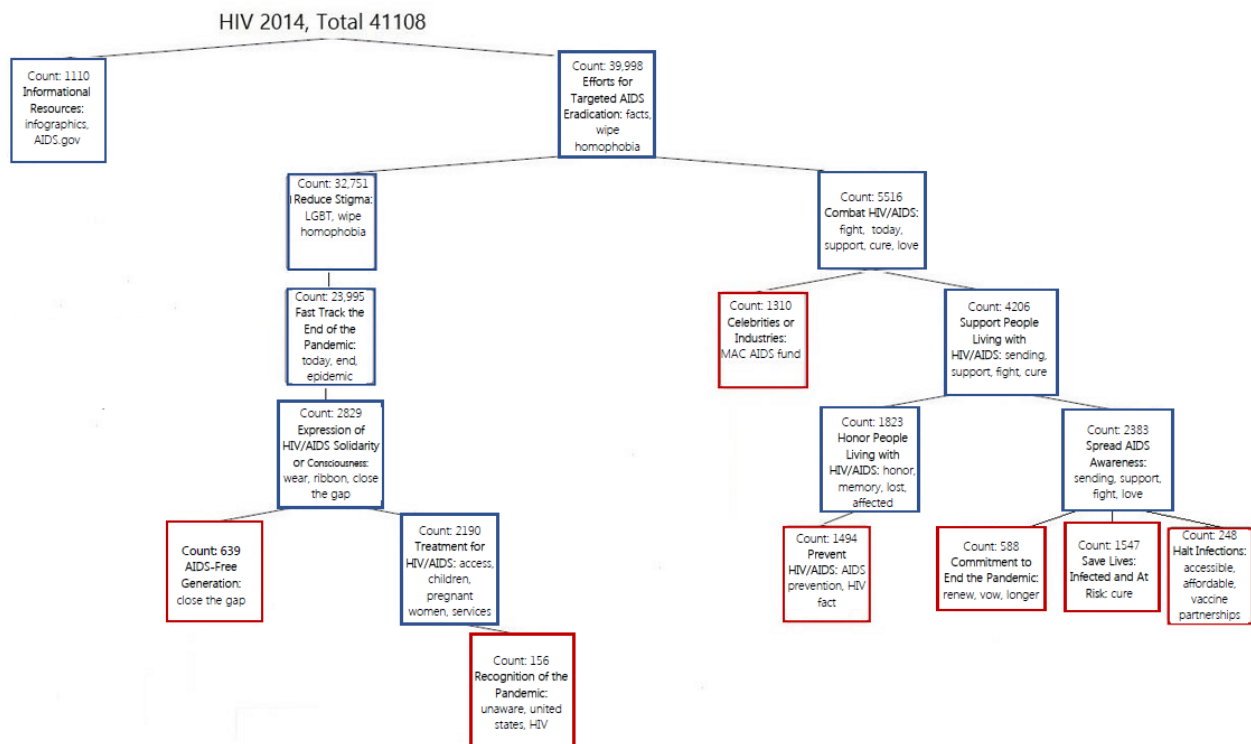 HIV 2014, Total 41108
Count: 1110
Informational
Resources:
infographics,
AIDS.gov
Count: 39,998
Efforts for
Targeted AIDS
Eradication: facts,
wipe
homophobia
Count: 32,751
l Reduce Stigma:
LGBT, wipe
homophobia
Count: 5516
Combat HIV/AIDS:
fight, today,
support, cure, love
Count: 23,995
Fast Track the
End of the
Pandemic:
today, end,
epidemic
Count: 1310
Celebrities or
Industries:
MAC AIDS fund
Count: 4206
Support People
Living with
HIV/AIDS: sending,
support, fight, cure
Count: 2829
Expression of
HIV/AIDS Solidarity
or Consciousness:
wear, ribbon, close
the gap
Count: 1823
Honor People
Living with
HIV/AIDS: honor,
memory, lost,
affected
Count: 2383
Spread AIDS
Awareness:
sending, support,
fight, love
Count: 639
AIDS-Free
Generation:
close the gap
Count: 2190
Treatment for
HIV/AIDS: access,
children,
pregnant
women, services
Count: 1494
Prevent
HIV/AIDS: AIDS
prevention, HIV
fact
Count: 588
Commitment to
End the Pandemic:
renew, vow, longer
Count: 1547
Save Lives:
Infected and At
Risk: cure
Count: 248
Halt Infections:
accessible,
affordable,
vaccine
partnerships
Count: 156
Recognition of the
Pandemic:
unaware, united
states, HIV